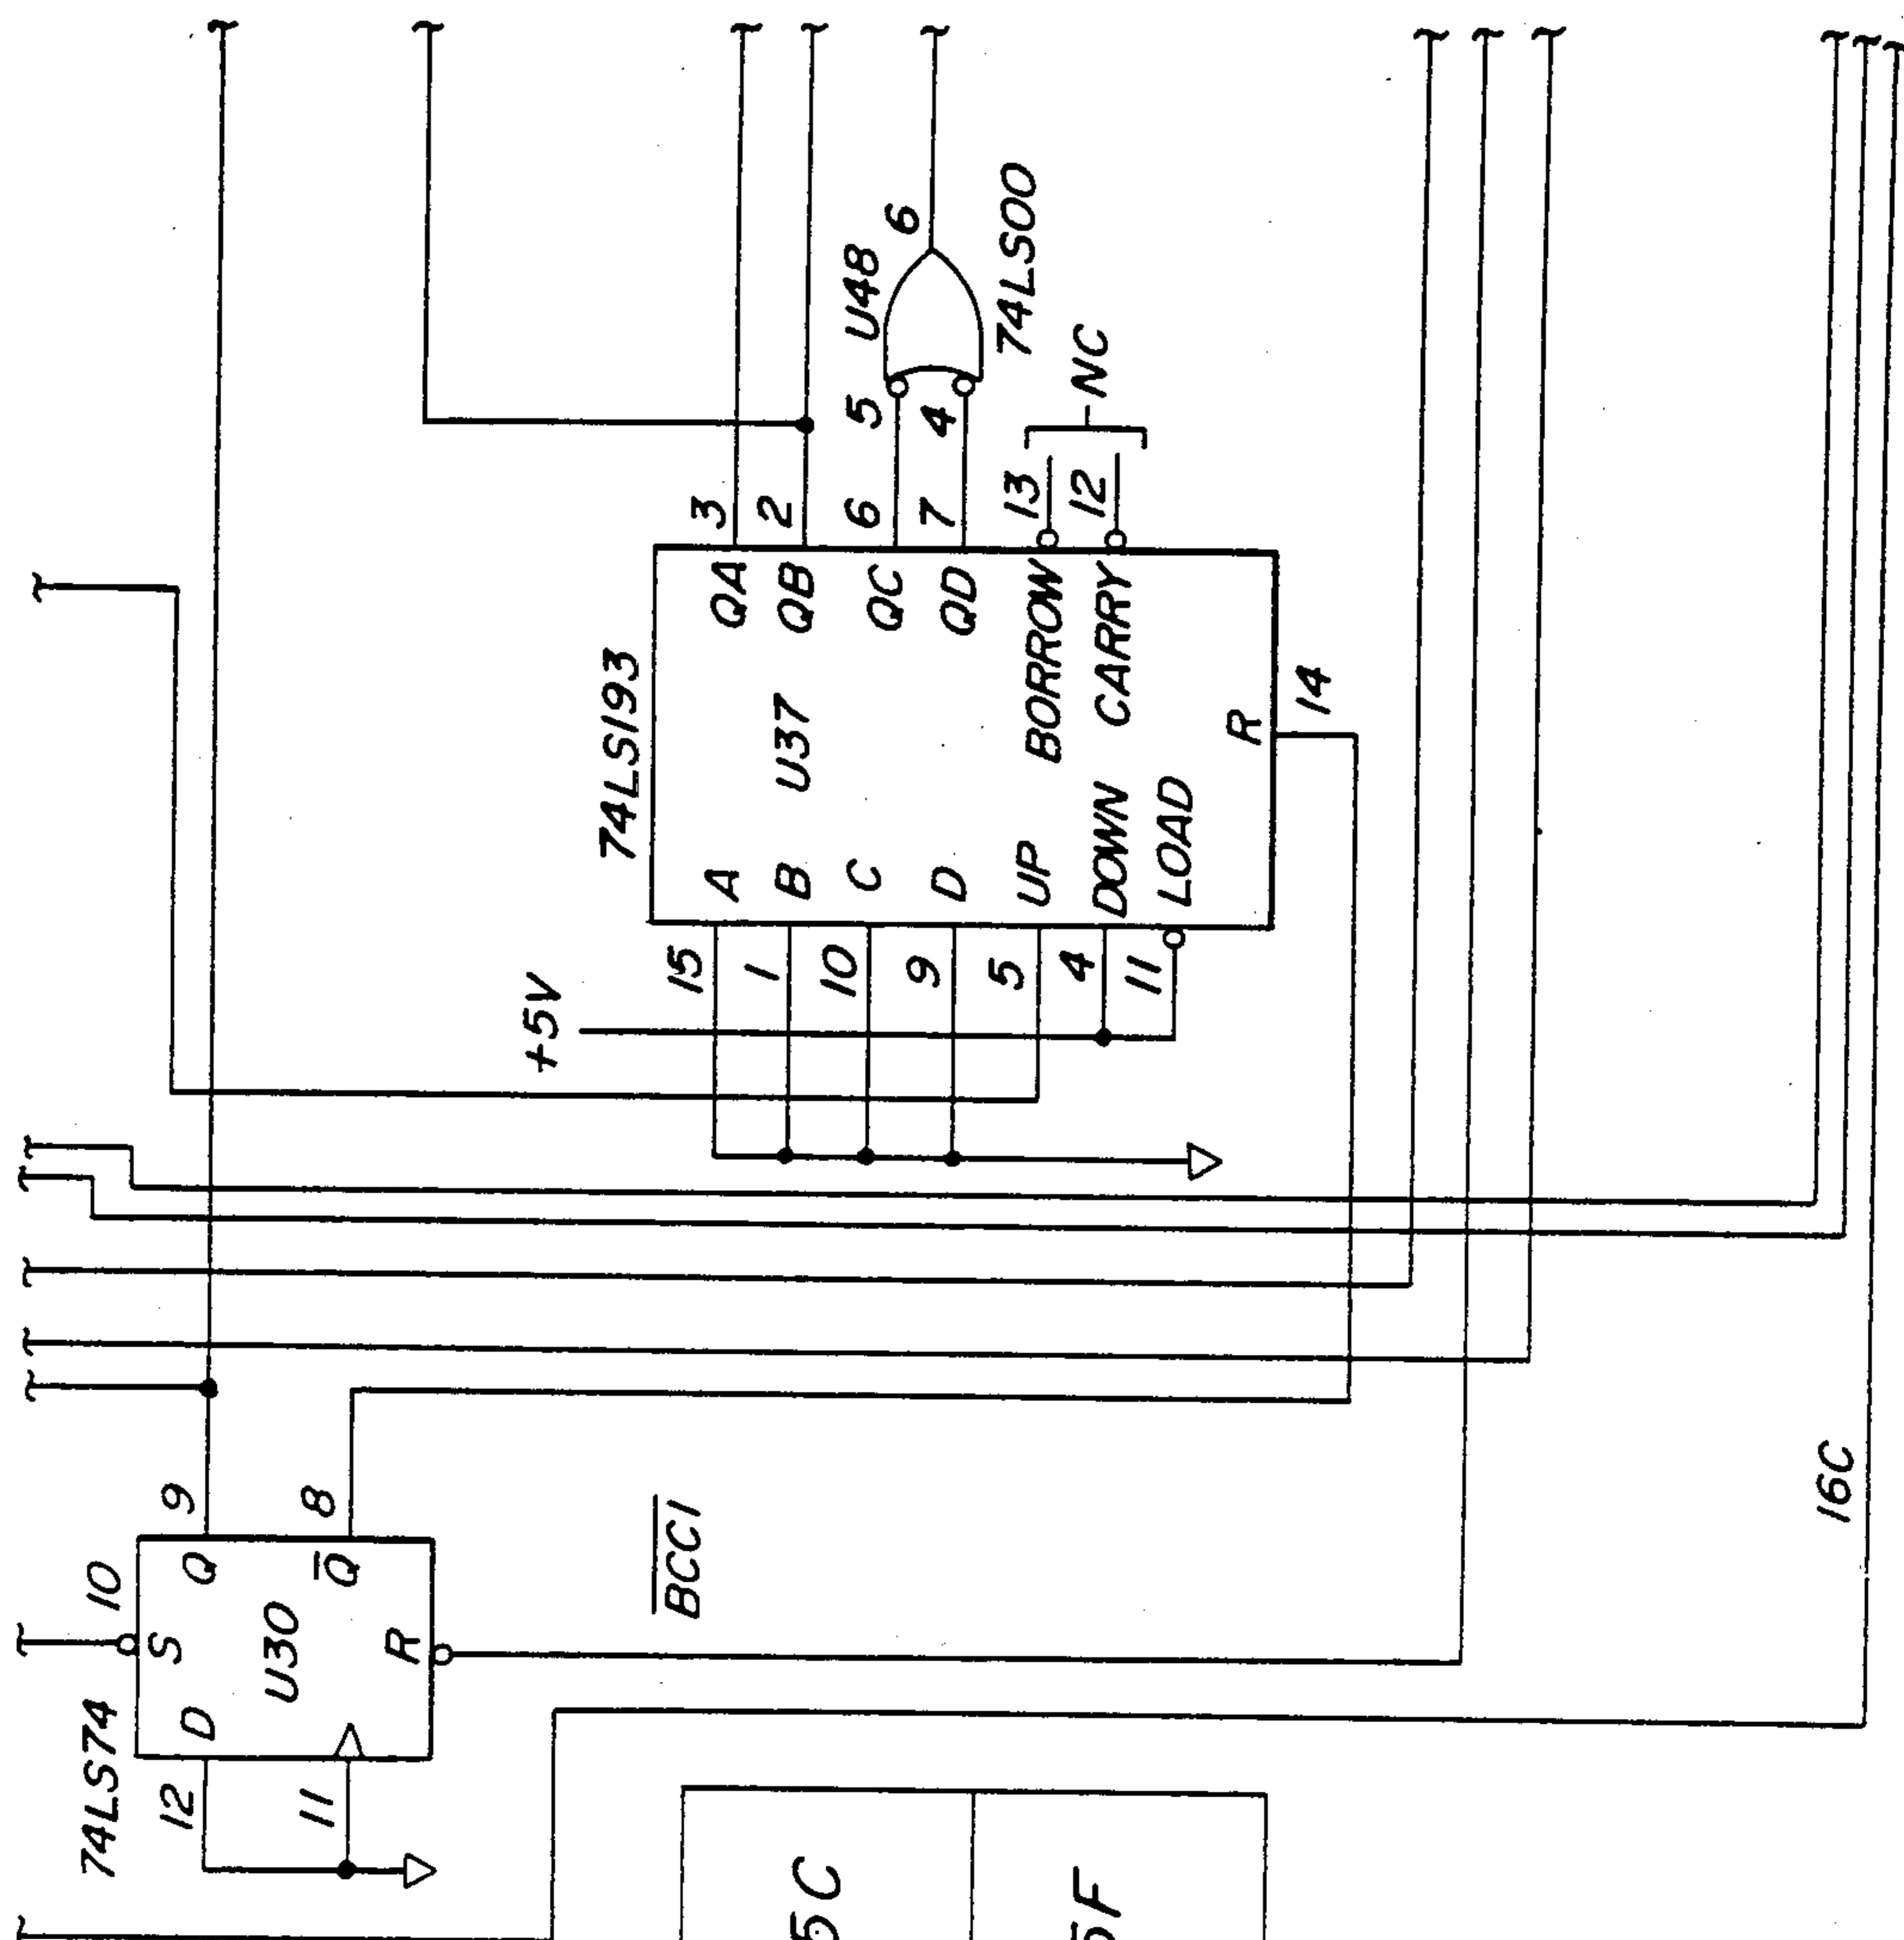 74LS74
12
D
11
S
10
U30
R
Q
9
Q̅
8
B̅C̅C̅I̅
16C
+5V
74LS193
15
A
1
B
10
C
9
D
5
UP
4
DOWN
11
LOAD
U37
R
14
QA
3
QB
2
QC
6
QD
7
BORROW
13
CARRY
12
NC
5
4
U48
6
74LS00
5C
5F